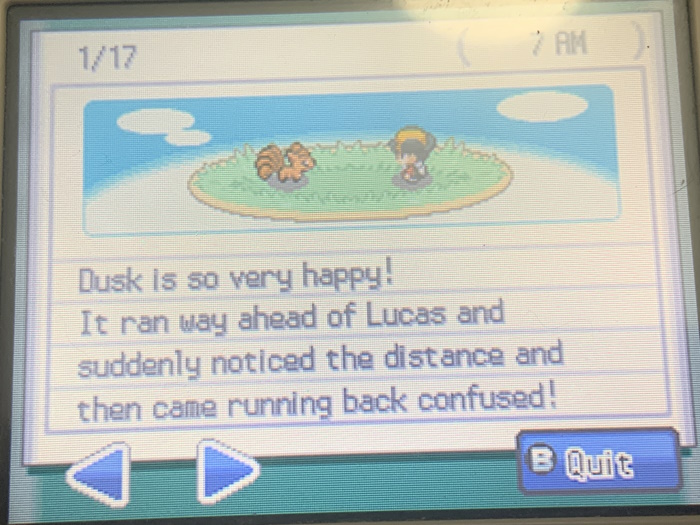 1/17
( 7 AM )
Dusk is so very happy!
It ran way ahead of Lucas and
suddenly noticed the distance and
then came running back confused!
B Quit